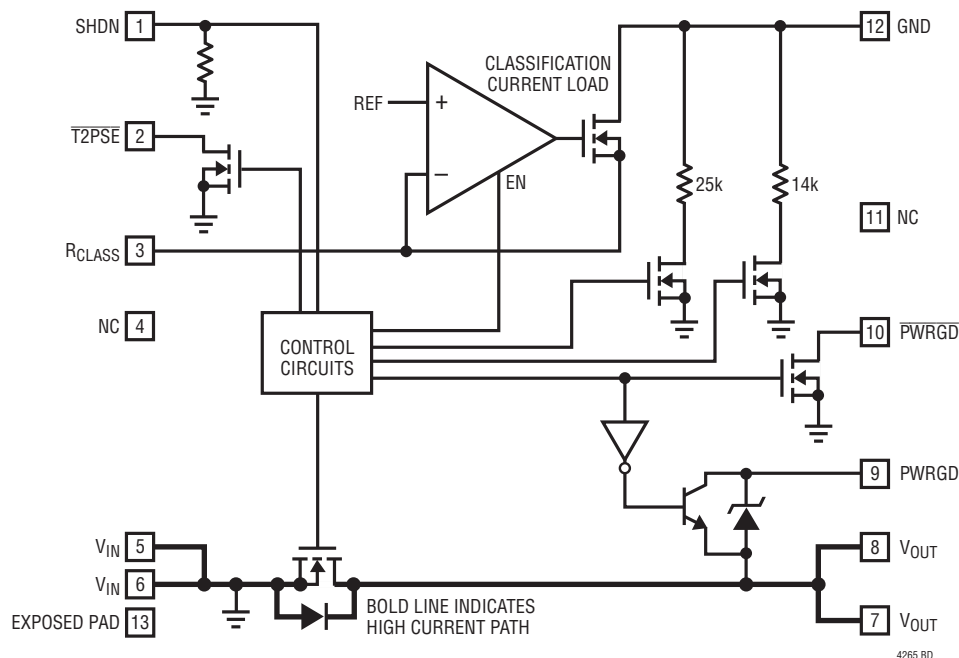 SHDN 1
T2PSE 2
RCLASS 3
NC 4
VIN 5
VIN 6
EXPOSED PAD 13
REF
+
–
EN
CLASSIFICATION
CURRENT LOAD
25k
14k
CONTROL
CIRCUITS
BOLD LINE INDICATES
HIGH CURRENT PATH
12 GND
11 NC
10 PWRGD
9 PWRGD
8 VOUT
7 VOUT
4265 BD